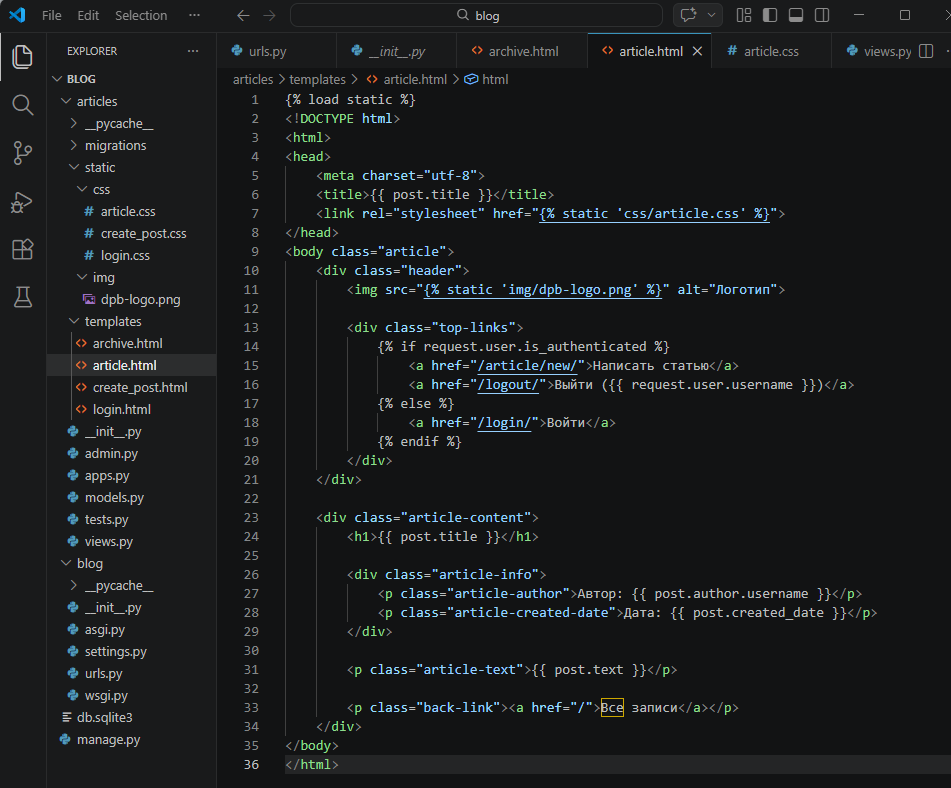 File Edit Selection ··· blog
EXPLORER ···
BLOG
articles
__pycache__
migrations
static
css
article.css
create_post.css
login.css
img
dpb-logo.png
templates
archive.html
article.html
create_post.html
login.html
__init__.py
admin.py
apps.py
models.py
tests.py
views.py
blog
__pycache__
__init__.py
asgi.py
settings.py
urls.py
wsgi.py
db.sqlite3
manage.py
urls.py __init__.py archive.html article.html article.css views.py
articles > templates > article.html > html
1 {% load static %}
2 <!DOCTYPE html>
3 <html>
4 <head>
5 <meta charset="utf-8">
6 <title>{{ post.title }}</title>
7 <link rel="stylesheet" href="{% static 'css/article.css' %}">
8 </head>
9 <body class="article">
10 <div class="header">
11 <img src="{% static 'img/dpb-logo.png' %}" alt="Логотип">
12
13 <div class="top-links">
14 {% if request.user.is_authenticated %}
15 <a href="/article/new/">Написать статью</a>
16 <a href="/logout/">Выйти ({{ request.user.username }})</a>
17 {% else %}
18 <a href="/login/">Войти</a>
19 {% endif %}
20 </div>
21 </div>
22
23 <div class="article-content">
24 <h1>{{ post.title }}</h1>
25
26 <div class="article-info">
27 <p class="article-author">Автор: {{ post.author.username }}</p>
28 <p class="article-created-date">Дата: {{ post.created_date }}</p>
29 </div>
30
31 <p class="article-text">{{ post.text }}</p>
32
33 <p class="back-link"><a href="/">Все записи</a></p>
34 </div>
35 </body>
36 </html>